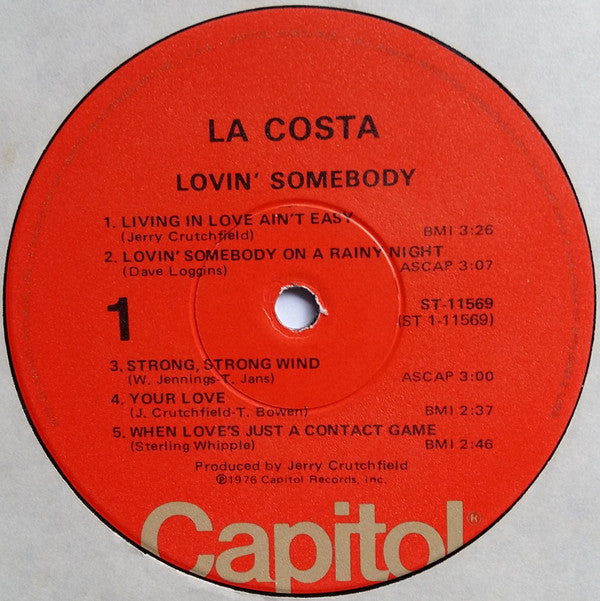 LA COSTA
LOVIN' SOMEBODY
1. LIVING IN LOVE AIN'T EASY
(Jerry Crutchfield) BMI 3:26
2. LOVIN' SOMEBODY ON A RAINY NIGHT
(Dave Loggins) ASCAP 3:07
1
ST-11569
(ST 1-11569)
3. STRONG, STRONG WIND
(W. Jennings-T. Jans) ASCAP 3:00
4. YOUR LOVE
(J. Crutchfield-T. Bowen) BMI 2:37
5. WHEN LOVE'S JUST A CONTACT GAME
(Sterling Whipple) BMI 2:46
Produced by Jerry Crutchfield
℗1976 Capitol Records, Inc.
Capitol®